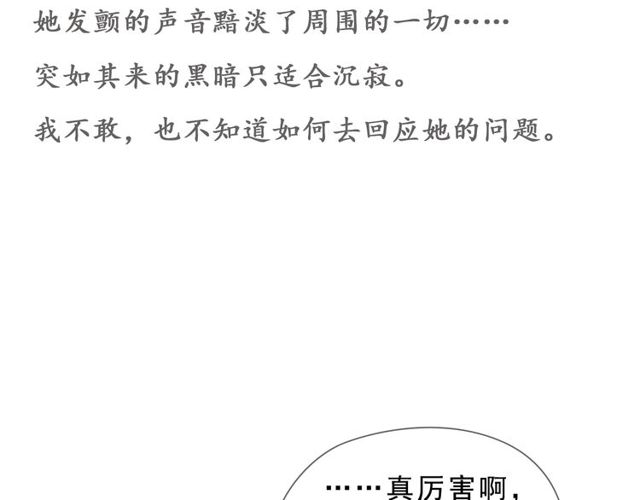 她发颤的声音黯淡了周围的一切……
突如其来的黑暗只适合沉寂。
我不敢，也不知道如何去回应她的问题。
……真厉害啊，